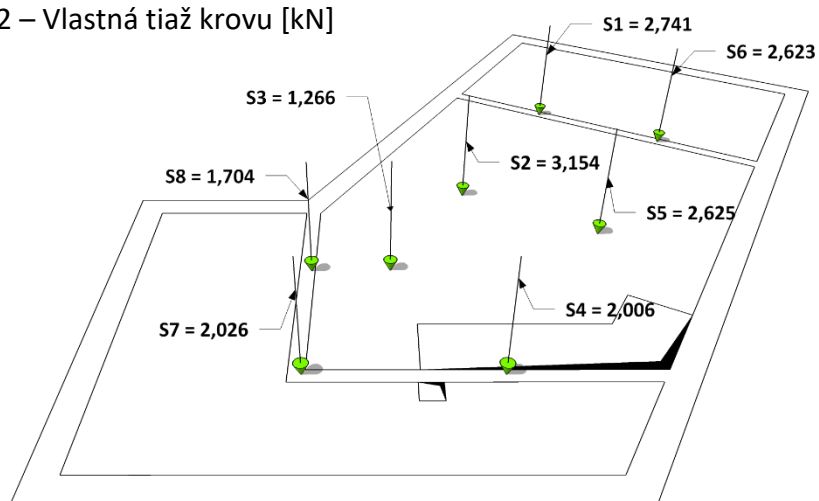 2 – Vlastná tiaž krovu [kN]
S1 = 2,741
S6 = 2,623
S3 = 1,266
S2 = 3,154
S8 = 1,704
S5 = 2,625
S4 = 2,006
S7 = 2,026